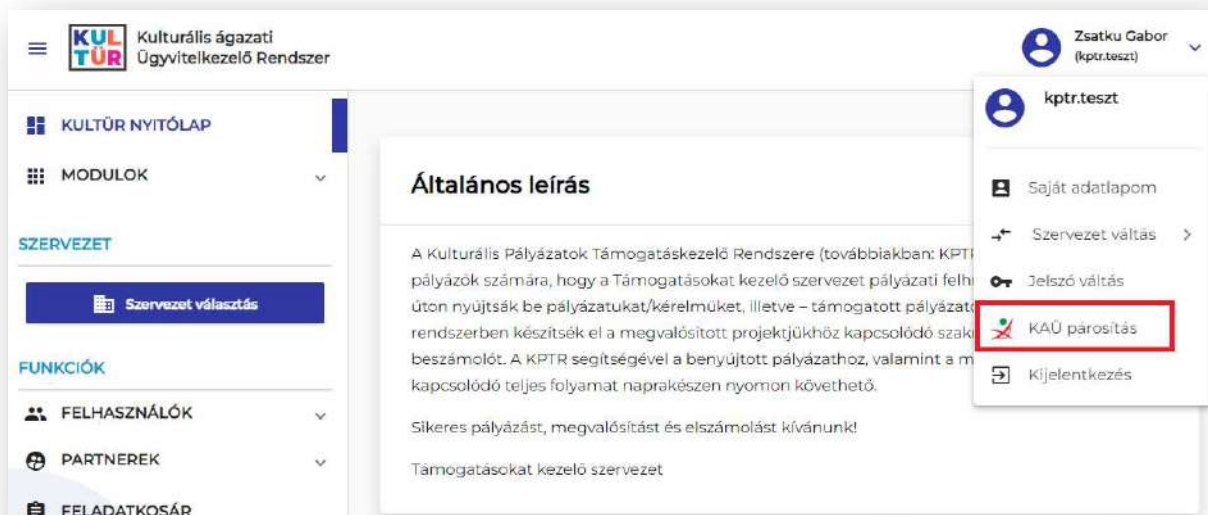 KUL
TÜR
Kulturális ágazati
Ügyvitelkezelő Rendszer
Zsatku Gabor
(kptr.teszt)
kptr.teszt
Saját adatlapom
Szervezet váltás
Jelszó váltás
KAÜ párosítás
Kijelentkezés
KULTÜR NYITÓLAP
MODULOK
SZERVEZET
Szervezet választás
FUNKCIÓK
FELHASZNÁLÓK
PARTNEREK
FELADATKOSÁR
Általános leírás
A Kulturális Pályázatok Támogatáskezelő Rendszere (továbbiakban: KPT
pályázók számára, hogy a Támogatásokat kezelő szervezet pályázati felh
úton nyújtsák be pályázatukat/kérelmüket, illetve – támogatott pályázat
rendszerben készítsék el a megvalósított projektjükhöz kapcsolódó szak
beszámolót. A KPTR segítségével a benyújtott pályázathoz, valamint a m
kapcsolódó teljes folyamat naprakészen nyomon követhető.
Sikeres pályázást, megvalósítást és elszámolást kívánunk!
Támogatásokat kezelő szervezet